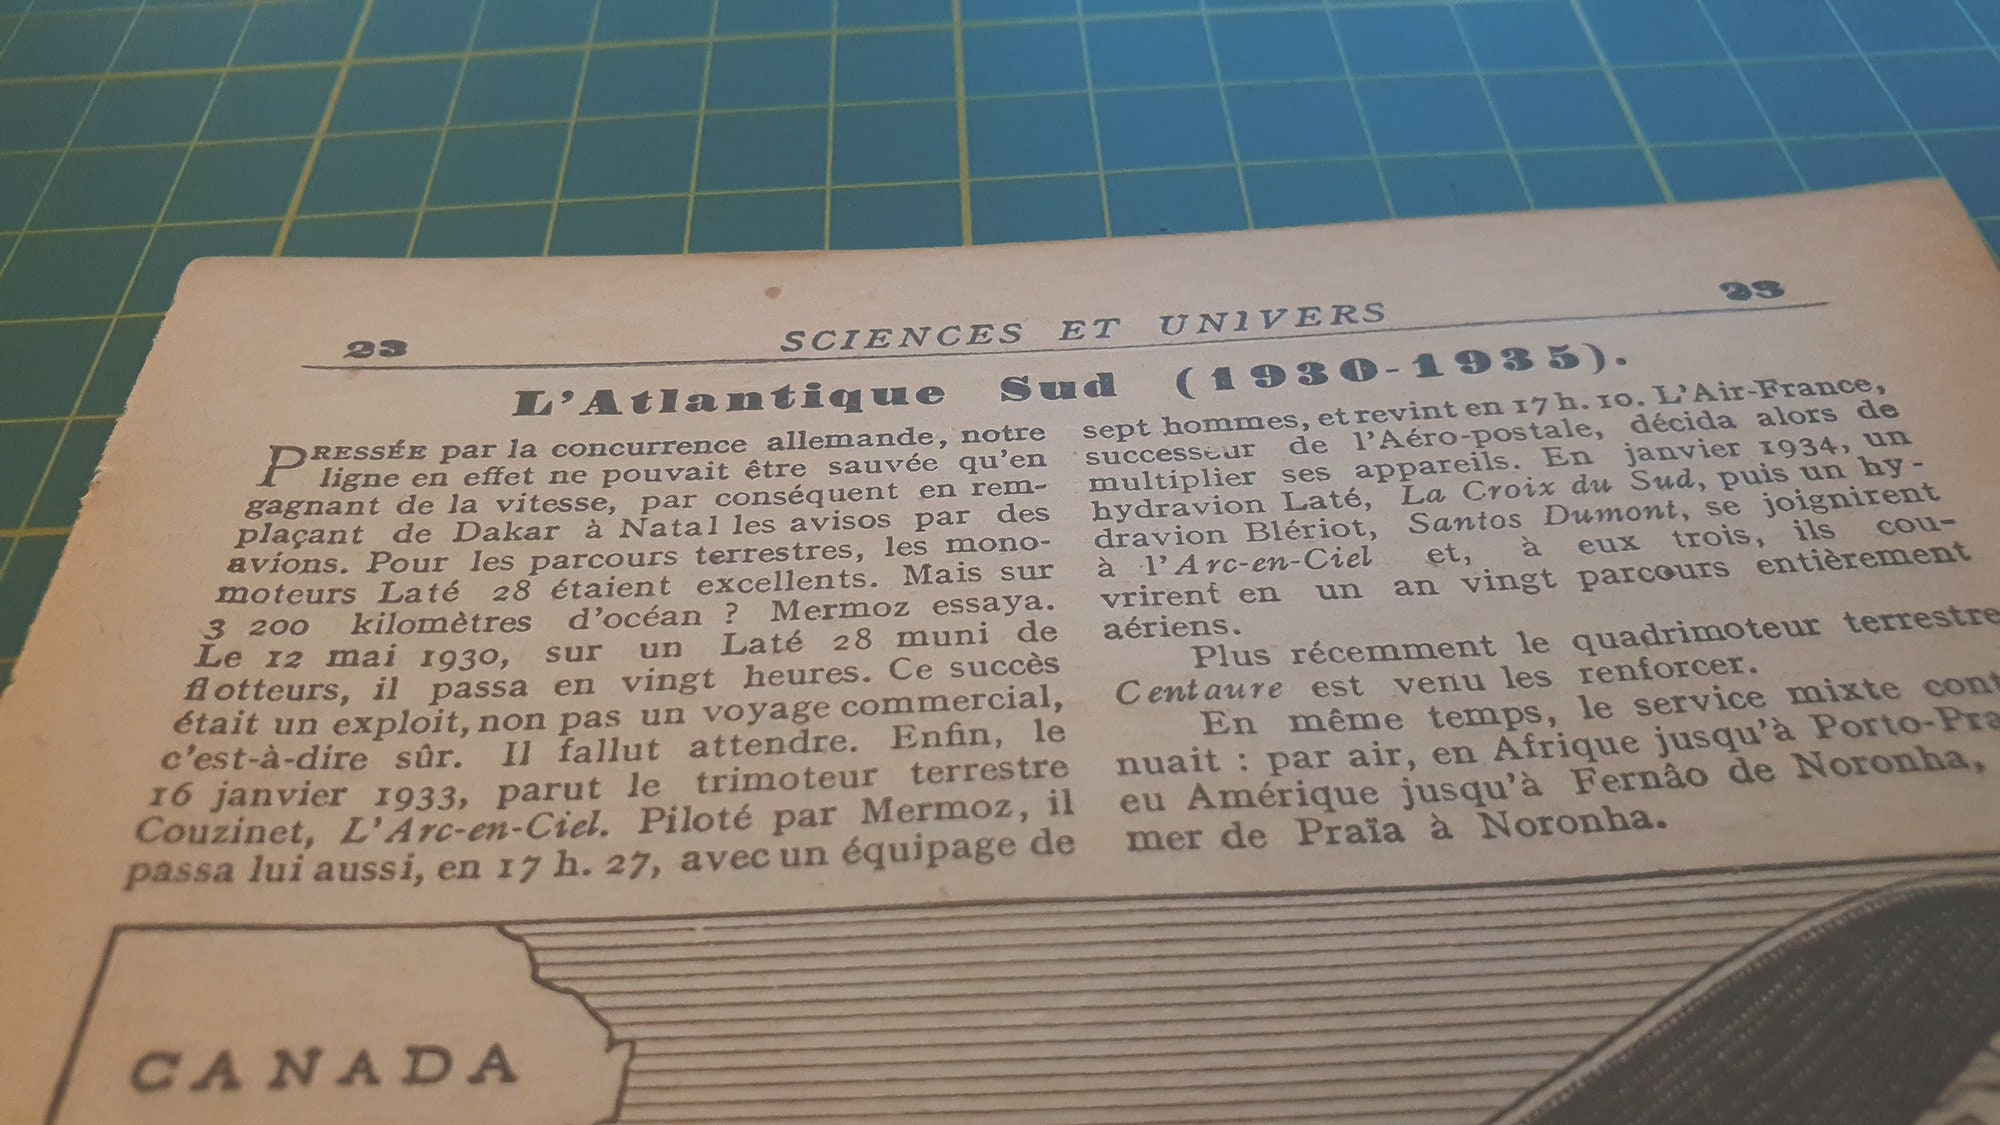 23 SCIENCES ET UNIVERS 23
L'Atlantique Sud (1930-1935).
PRESSÉE par la concurrence allemande, notre
ligne en effet ne pouvait être sauvée qu'en
gagnant de la vitesse, par conséquent en rem-
plaçant de Dakar à Natal les avisos par des
avions. Pour les parcours terrestres, les mono-
moteurs Laté 28 étaient excellents. Mais sur
3 200 kilomètres d'océan ? Mermoz essaya.
Le 12 mai 1930, sur un Laté 28 muni de
flotteurs, il passa en vingt heures. Ce succès
était un exploit, non pas un voyage commercial,
c'est-à-dire sûr. Il fallut attendre. Enfin, le
16 janvier 1933, parut le trimoteur terrestre
Couzinet, L'Arc-en-Ciel. Piloté par Mermoz, il
passa lui aussi, en 17 h. 27, avec un équipage de
sept hommes, et revint en 17 h. 10. L'Air-France,
successeur de l'Aéro-postale, décida alors de
multiplier ses appareils. En janvier 1934, un
hydravion Laté, La Croix du Sud, puis un hy-
dravion Blériot, Santos Dumont, se joignirent
à l'Arc-en-Ciel et, à eux trois, ils cou-
vrirent en un an vingt parcours entièrement
aériens.
Plus récemment le quadrimoteur terrestre
Centaure est venu les renforcer.
En même temps, le service mixte cont
nuait : par air, en Afrique jusqu'à Porto-Pra
eu Amérique jusqu'à Fernâo de Noronha,
mer de Praïa à Noronha.
CANADA